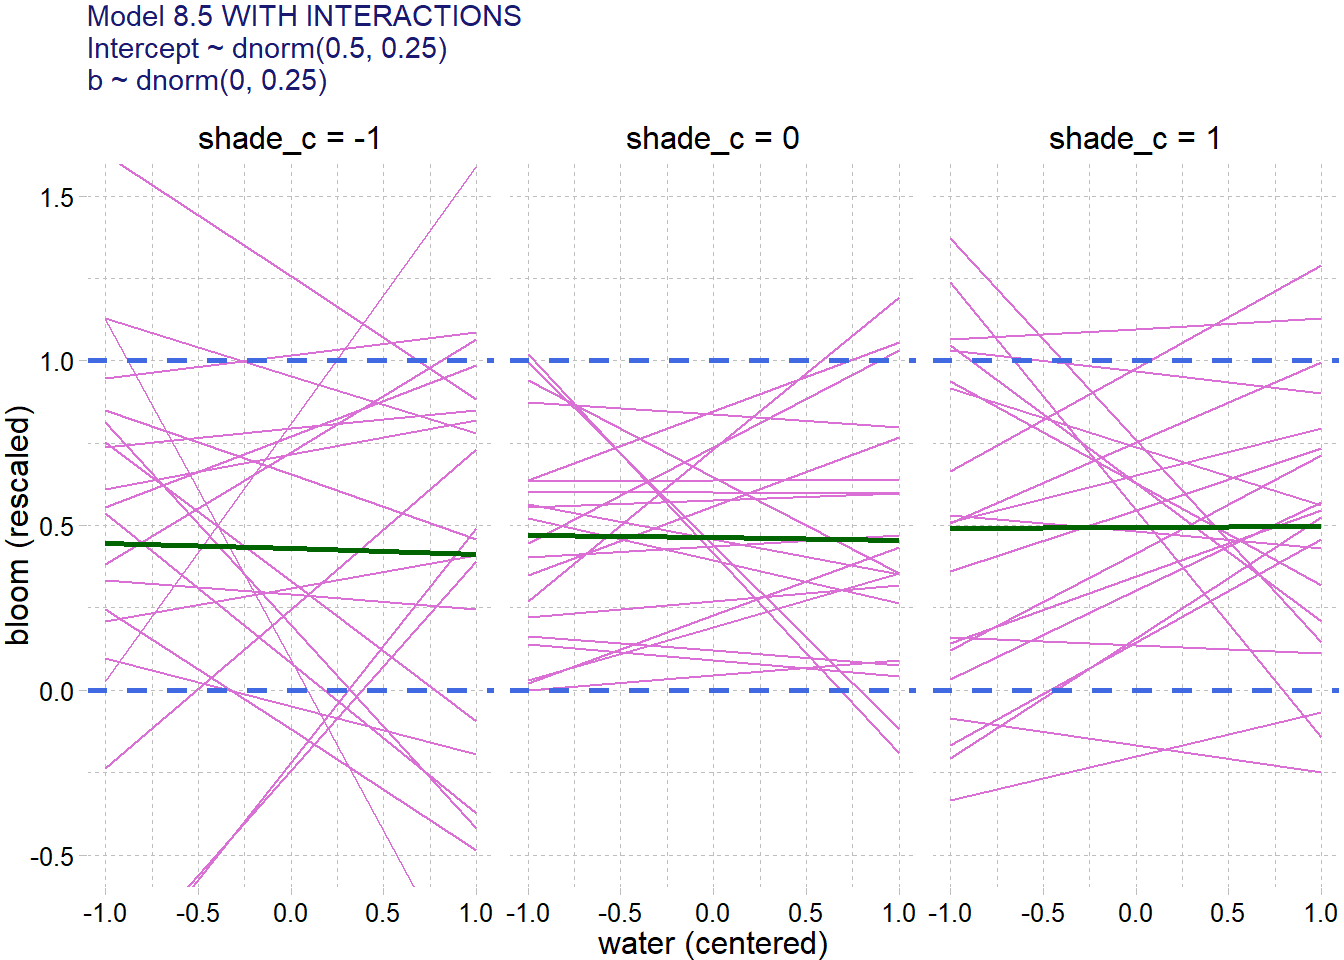 Model 8.5 WITH INTERACTIONS
Intercept ~ dnorm(0.5, 0.25)
b ~ dnorm(0, 0.25)
shade_c = -1
shade_c = 0
shade_c = 1
bloom (rescaled)
1.5
1.0
0.5
0.0
-0.5
-1.0 -0.5 0.0 0.5 1.0
-1.0 -0.5 0.0 0.5 1.0
-1.0 -0.5 0.0 0.5 1.0
water (centered)